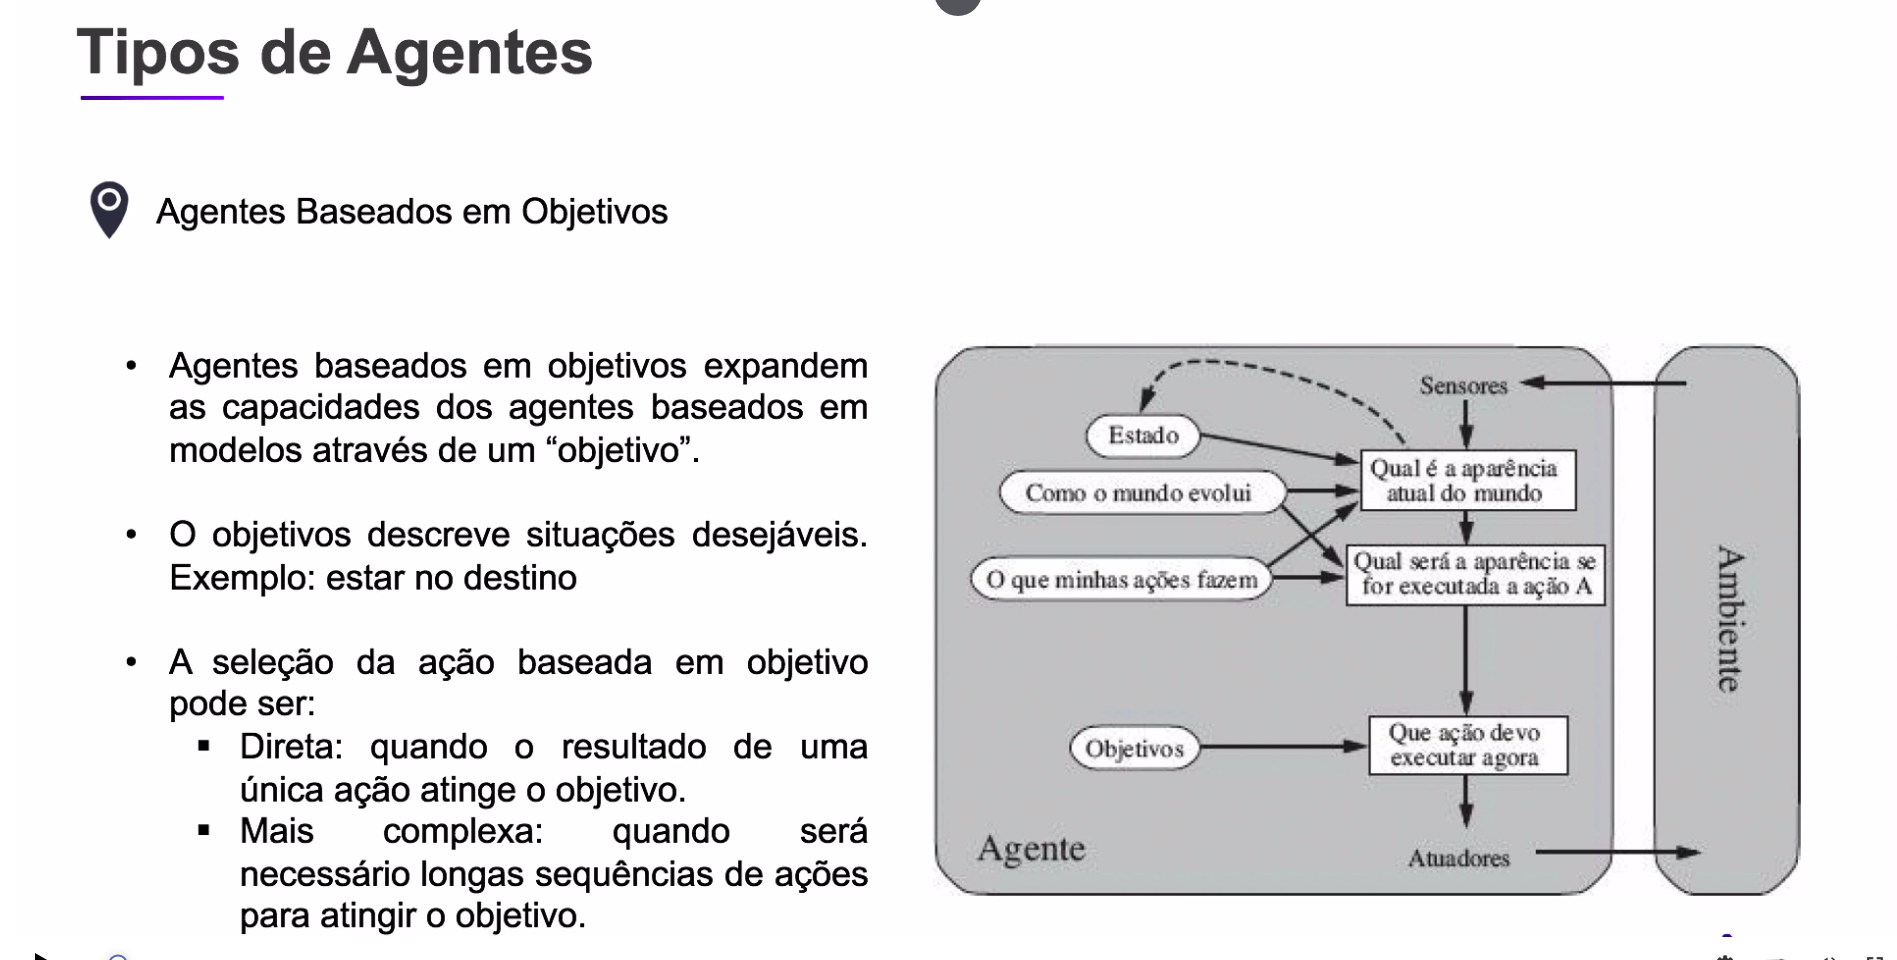 Tipos de Agentes
Agentes Baseados em Objetivos
• Agentes baseados em objetivos expandem
as capacidades dos agentes baseados em
modelos através de um “objetivo”.
• O objetivos descreve situações desejáveis.
Exemplo: estar no destino
• A seleção da ação baseada em objetivo
pode ser:
▪ Direta: quando o resultado de uma
única ação atinge o objetivo.
▪ Mais complexa: quando será
necessário longas sequências de ações
para atingir o objetivo.
Sensores
Estado
Qual é a aparência
atual do mundo
Como o mundo evolui
Qual será a aparência se
for executada a ação A
O que minhas ações fazem
Objetivos
Que ação devo
executar agora
Agente
Atuadores
Ambiente